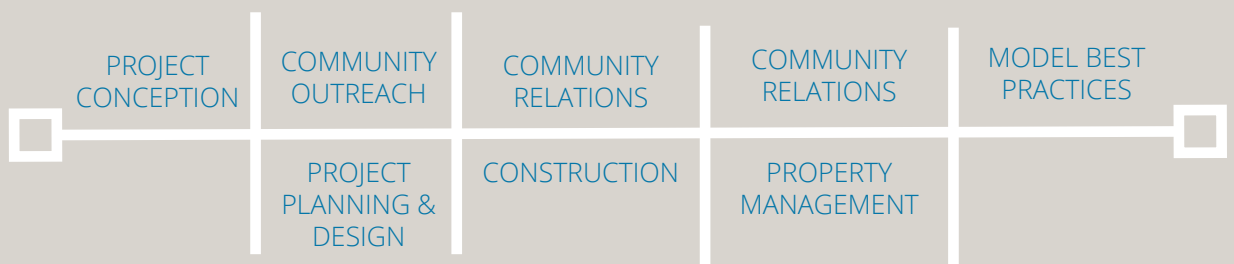 PROJECT
CONCEPTION
COMMUNITY
OUTREACH
COMMUNITY
RELATIONS
COMMUNITY
RELATIONS
MODEL BEST
PRACTICES
PROJECT
PLANNING &
DESIGN
CONSTRUCTION
PROPERTY
MANAGEMENT